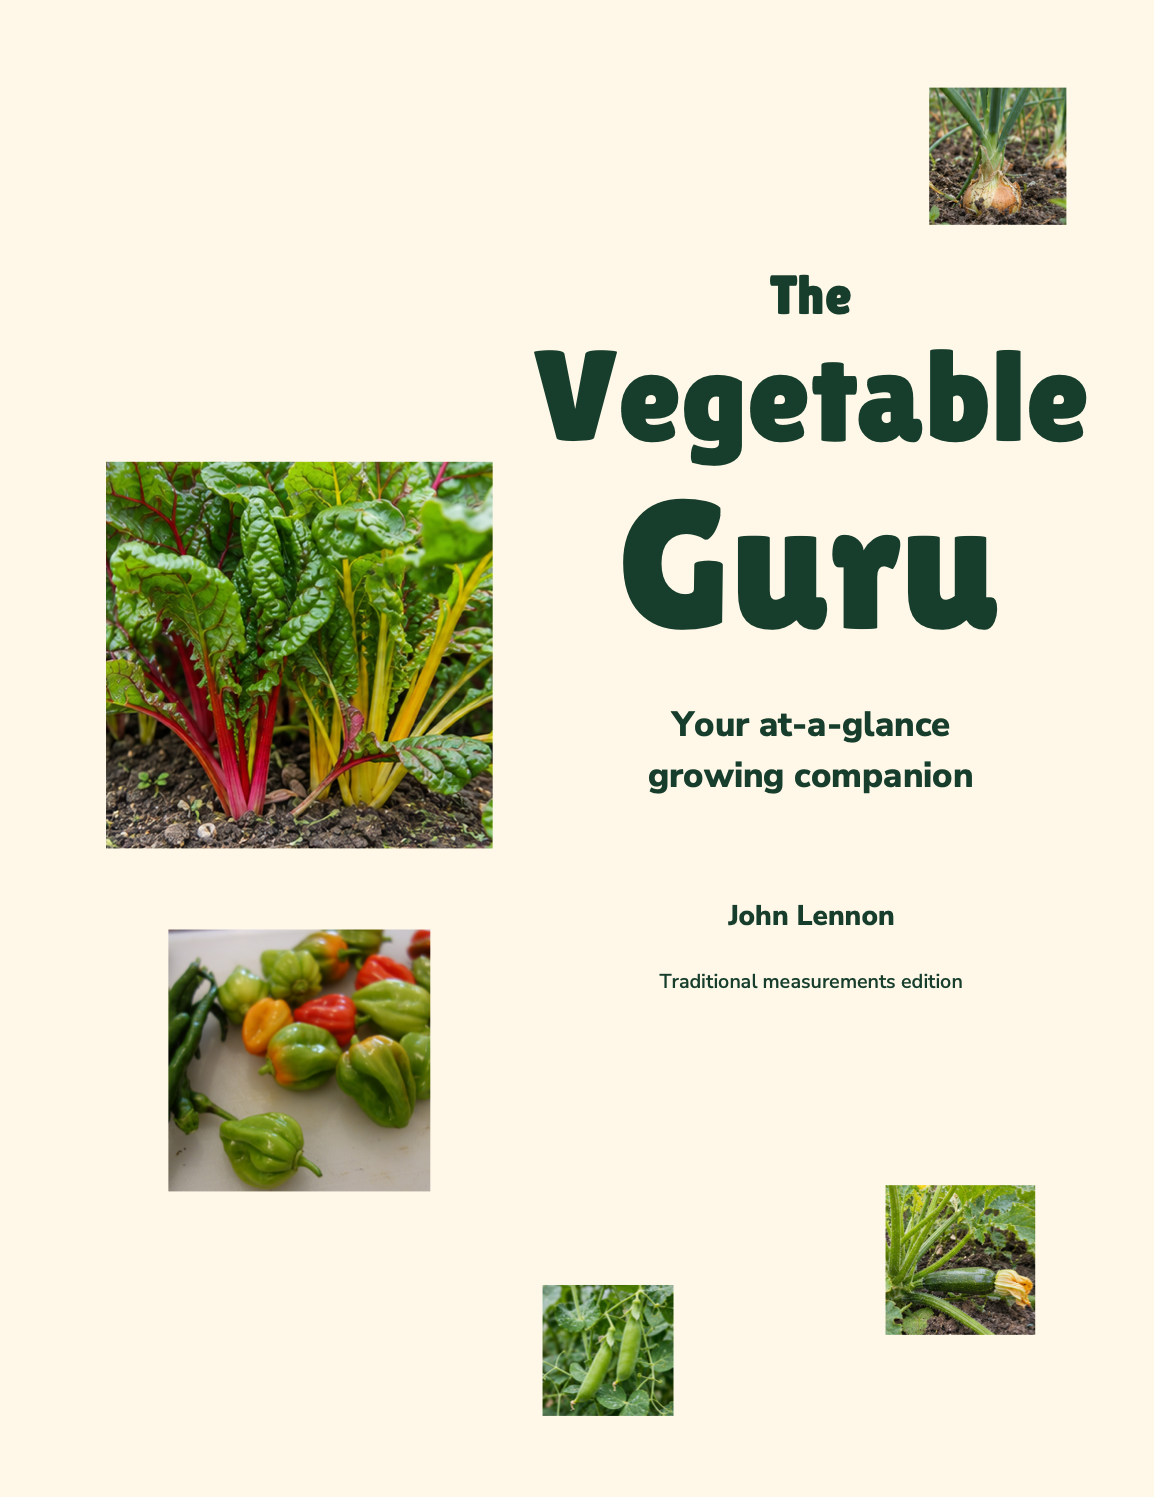 The
Vegetable
Guru
Your at-a-glance
growing companion
John Lennon
Traditional measurements edition